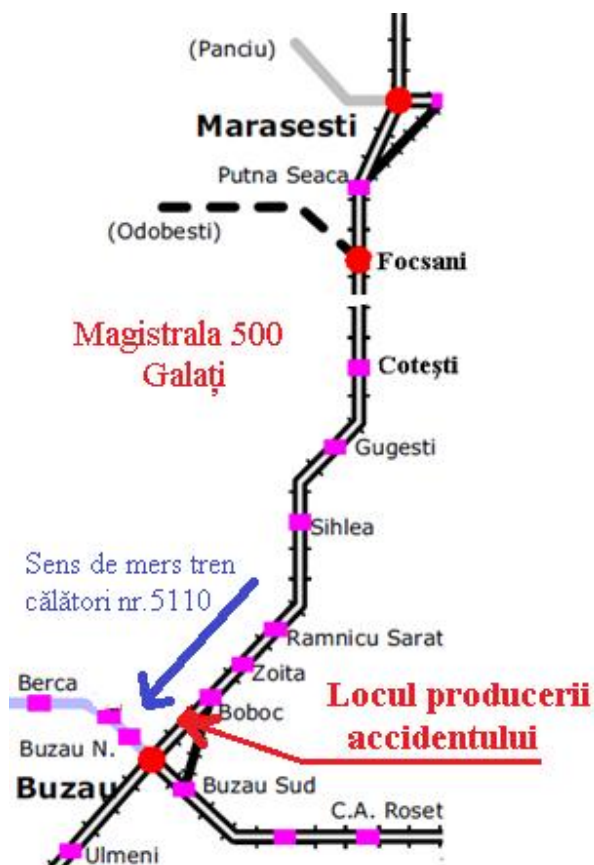 (Panciu)
Marasesti
Putna Seaca
(Odobesti)
Focsani
Magistrala 500
Galați
Cotești
Gugesti
Sihlea
Sens de mers tren
călători nr.5110
Ramnicu Sarat
Zoita
Berca
Locul producerii
accidentului
Boboc
Buzau N.
Buzau
Buzau Sud
C.A. Roset
Ulmeni